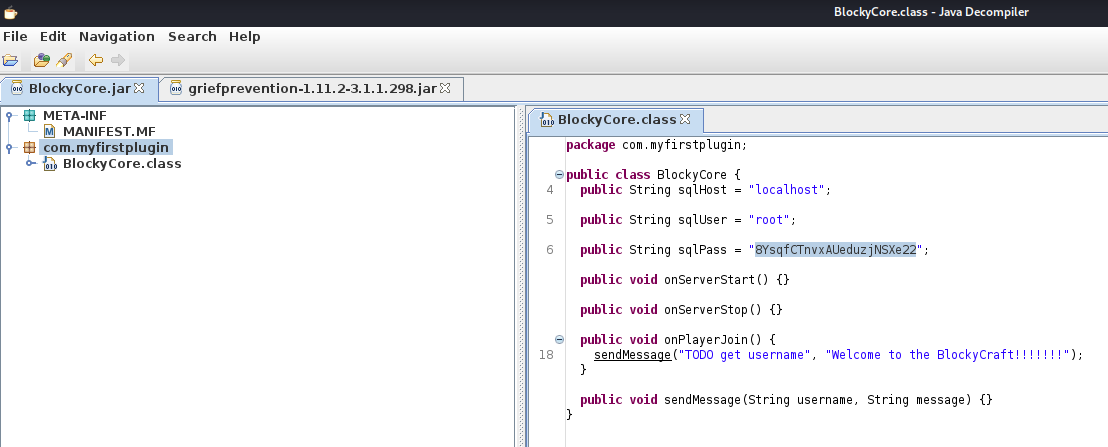 BlockyCore.class - Java Decompiler
File Edit Navigation Search Help
BlockyCore.jar griefprevention-1.11.2-3.1.1.298.jar
META-INF
MANIFEST.MF
com.myfirstplugin
BlockyCore.class
BlockyCore.class
package com.myfirstplugin;
public class BlockyCore {
4 public String sqlHost = "localhost";
5 public String sqlUser = "root";
6 public String sqlPass = "8YsqfCTnvxAUeduzjNSXe22";
public void onServerStart() {}
public void onServerStop() {}
public void onPlayerJoin() {
18 sendMessage("TODO get username", "Welcome to the BlockyCraft!!!!!!!");
}
public void sendMessage(String username, String message) {}
}